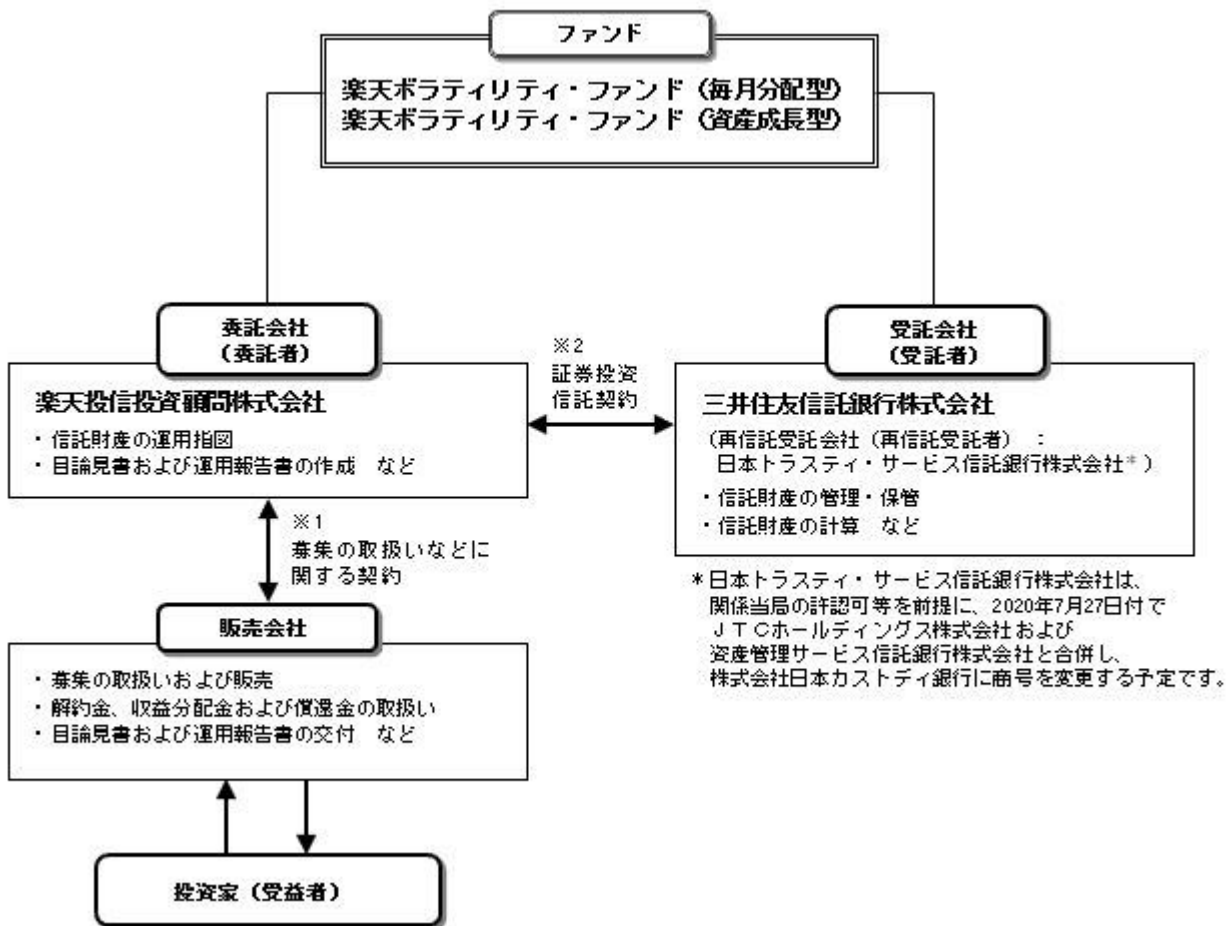 ファンド
楽天ボラティリティ・ファンド（毎月分配型）
楽天ボラティリティ・ファンド（資産成長型）
委託会社
（委託者）
楽天投信投資顧問株式会社
・信託財産の運用指図
・目論見書および運用報告書の作成　など
※2
証券投資
信託契約
受託会社
（受託者）
三井住友信託銀行株式会社
（再信託受託会社（再信託受託者）：
日本トラスティ・サービス信託銀行株式会社*）
・信託財産の管理・保管
・信託財産の計算　など
※1
募集の取扱いなどに
関する契約
*日本トラスティ・サービス信託銀行株式会社は、
関係当局の許認可等を前提に、2020年7月27日付で
ＪＴＣホールディングス株式会社および
資産管理サービス信託銀行株式会社と合併し、
株式会社日本カストディ銀行に商号を変更する予定です。
販売会社
・募集の取扱いおよび販売
・解約金、収益分配金および償還金の取扱い
・目論見書および運用報告書の交付　など
投資家（受益者）